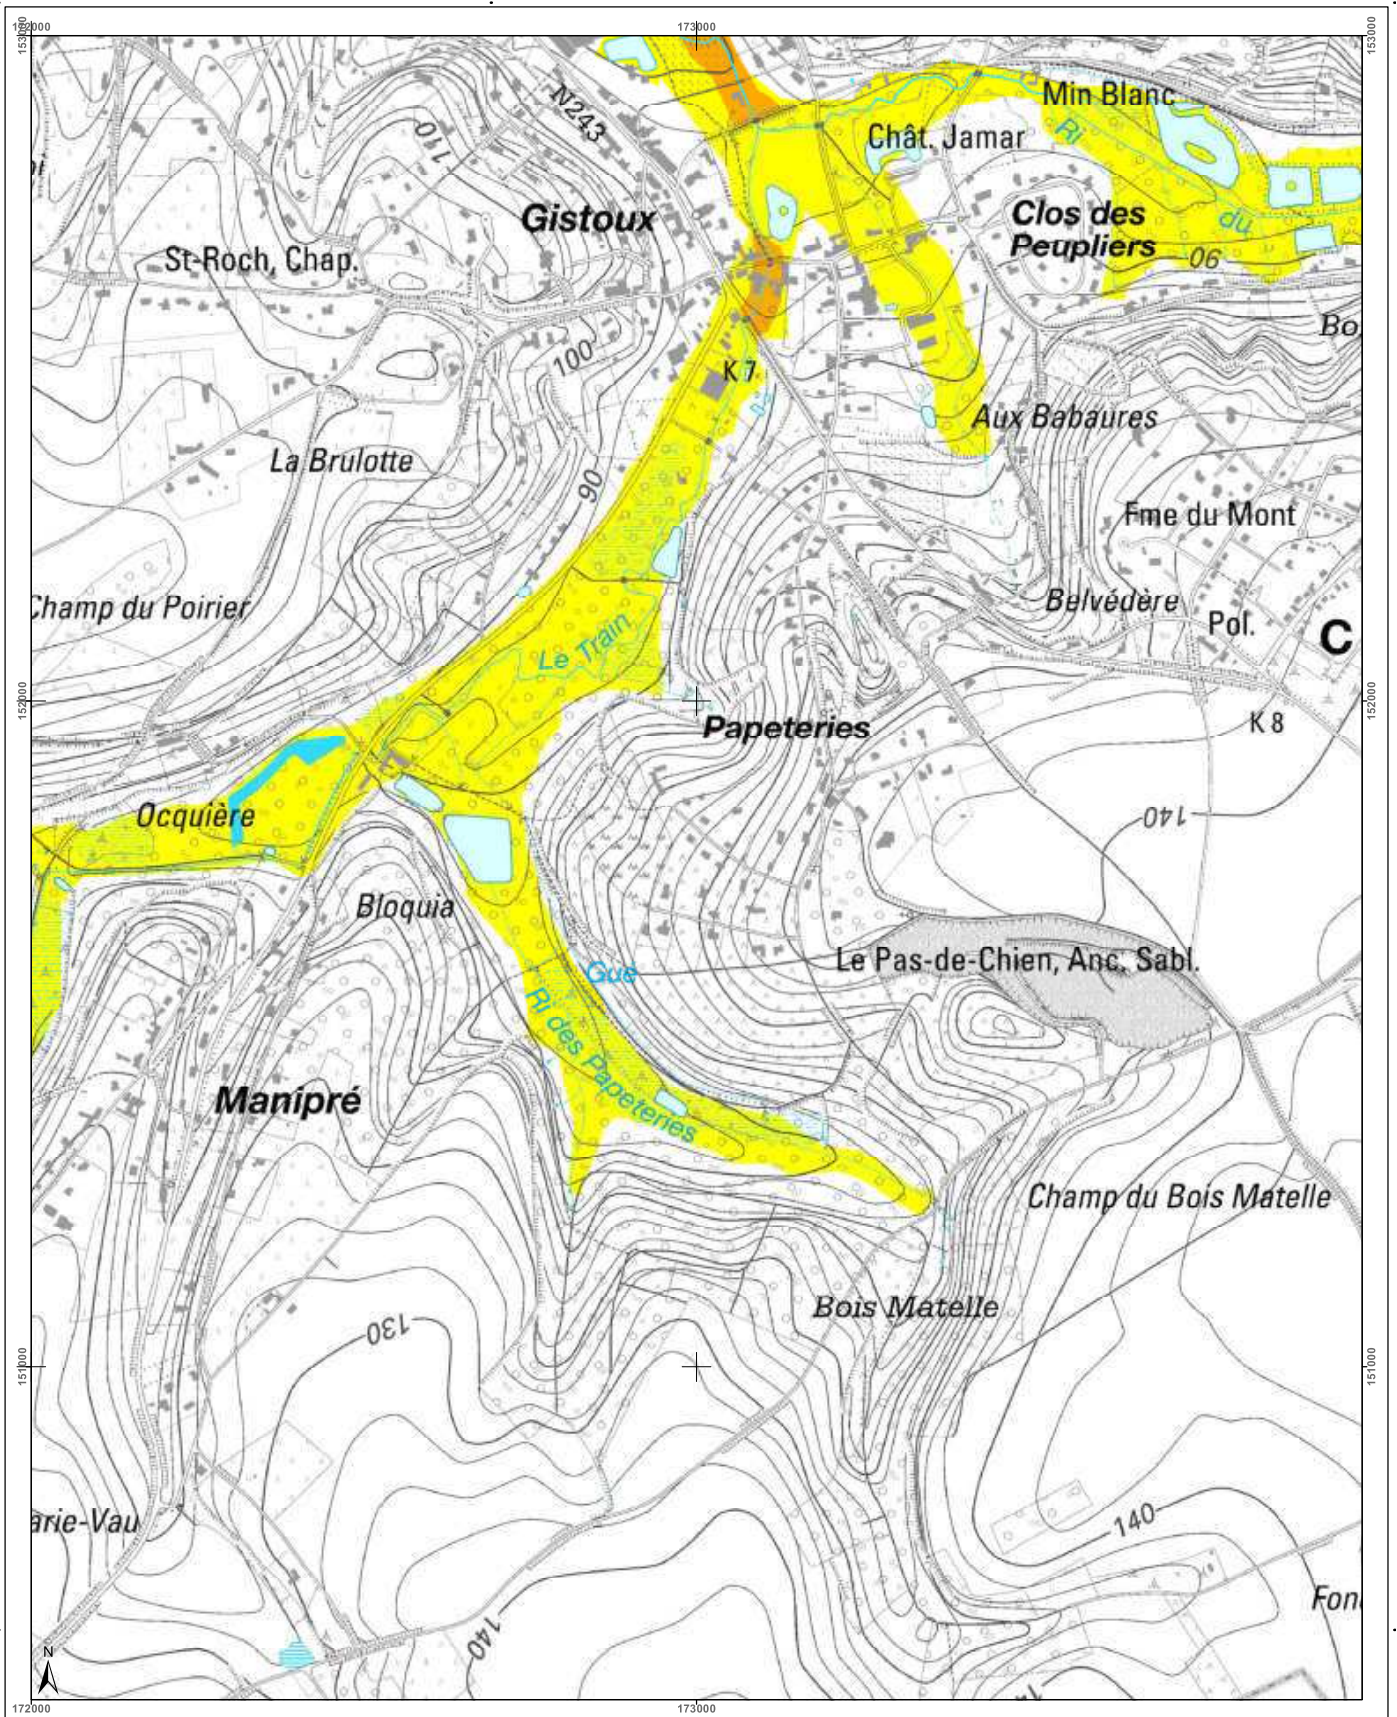 172000
173000
153000
153000
N243
Min Blanc
Ri
Chât. Jamar
110
Gistoux
Clos des
Peupliers
du
St-Roch, Chap.
90
Bo
100
K 7
Aux Babaures
La Brulotte
90
Fme du Mont
Champ du Poirier
Belvédère
Pol.
C
Le Train
152000
152000
Papeteries
K 8
Ocquière
140
Bloquia
Le Pas-de-Chien, Anc. Sabl.
Gué
Ri des Papeteries
Manipré
Champ du Bois Matelle
Bois Matelle
130
151000
151000
arie-Vau
140
Fon
140
N
172000
173000